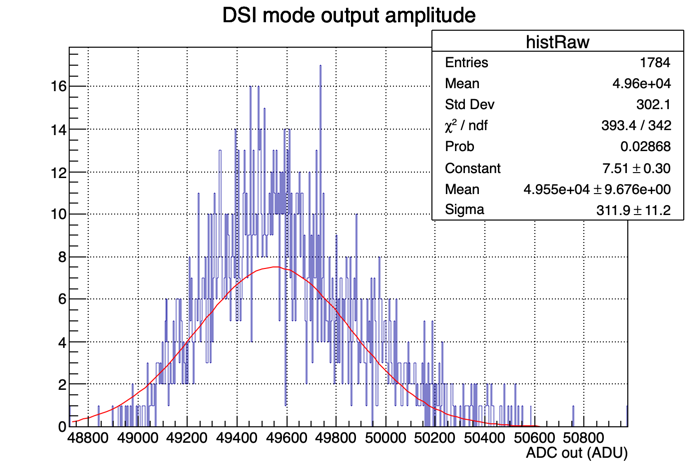 DSI mode output amplitude
histRaw
Entries 1784
Mean 4.96e+04
Std Dev 302.1
χ² / ndf 393.4 / 342
Prob 0.02868
Constant 7.51 ± 0.30
Mean 4.955e+04 ± 9.676e+00
Sigma 311.9 ± 11.2
16
14
12
10
8
6
4
2
0
48800 49000 49200 49400 49600 49800 50000 50200 50400 50600 50800
ADC out (ADU)